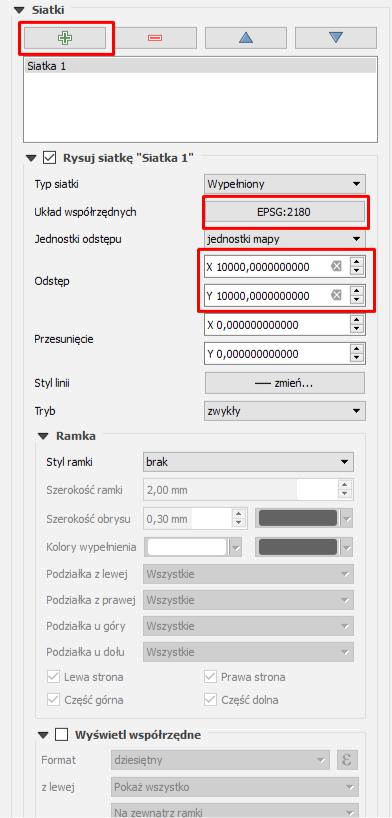 Siatki
Siatka 1
Rysuj siatkę "Siatka 1"
Typ siatki Wypełniony
Układ współrzędnych EPSG:2180
Jednostki odstępu jednostki mapy
Odstęp
X 10000,0000000000
Y 10000,0000000000
Przesunięcie
X 0,000000000000
Y 0,000000000000
Styl linii zmień...
Tryb zwykły
Ramka
Styl ramki brak
Szerokość ramki 2,00 mm
Szerokość obrysu 0,30 mm
Kolory wypełnienia
Podziałka z lewej Wszystkie
Podziałka z prawej Wszystkie
Podziałka u góry Wszystkie
Podziałka u dołu Wszystkie
Lewa strona Prawa strona
Część górna Część dolna
Wyświetl współrzędne
Format dziesiętny ε
z lewej Pokaż wszystko
Na zewnątrz ramki